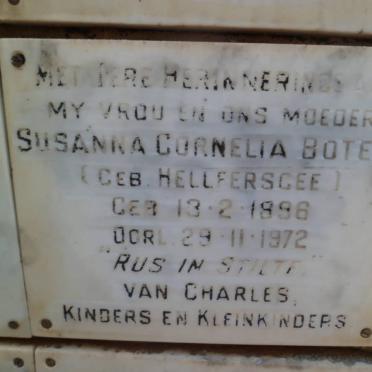 MET TERE HERINNERINGE A
MY VROU EN ONS MOEDER
SUSANNA CORNELIA BOTE
(GEB. HELLFERSCEE)
GEB 13·2·1896
OORL. 29·11·1972
"RUS IN STILTE."
VAN CHARLES,
KINDERS EN KLEINKINDERS